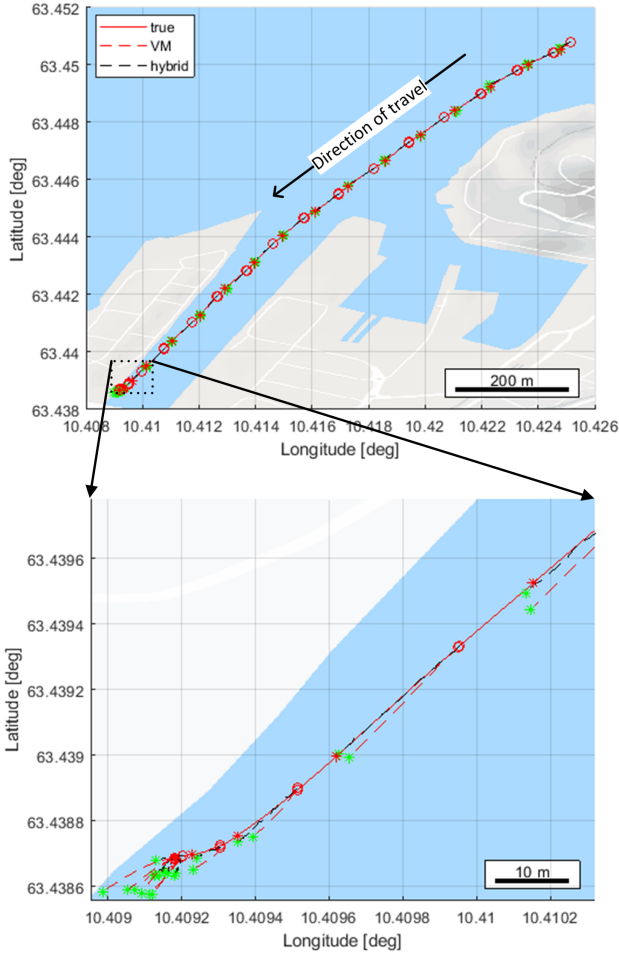 63.452
63.45
63.448
63.446
63.444
63.442
63.44
63.438
Latitude [deg]
true
VM
hybrid
Direction of travel
200 m
10.408 10.41 10.412 10.414 10.416 10.418 10.42 10.422 10.424 10.426
Longitude [deg]
63.4396
63.4394
63.4392
63.439
63.4388
63.4386
Latitude [deg]
10 m
10.409 10.4092 10.4094 10.4096 10.4098 10.41 10.4102
Longitude [deg]